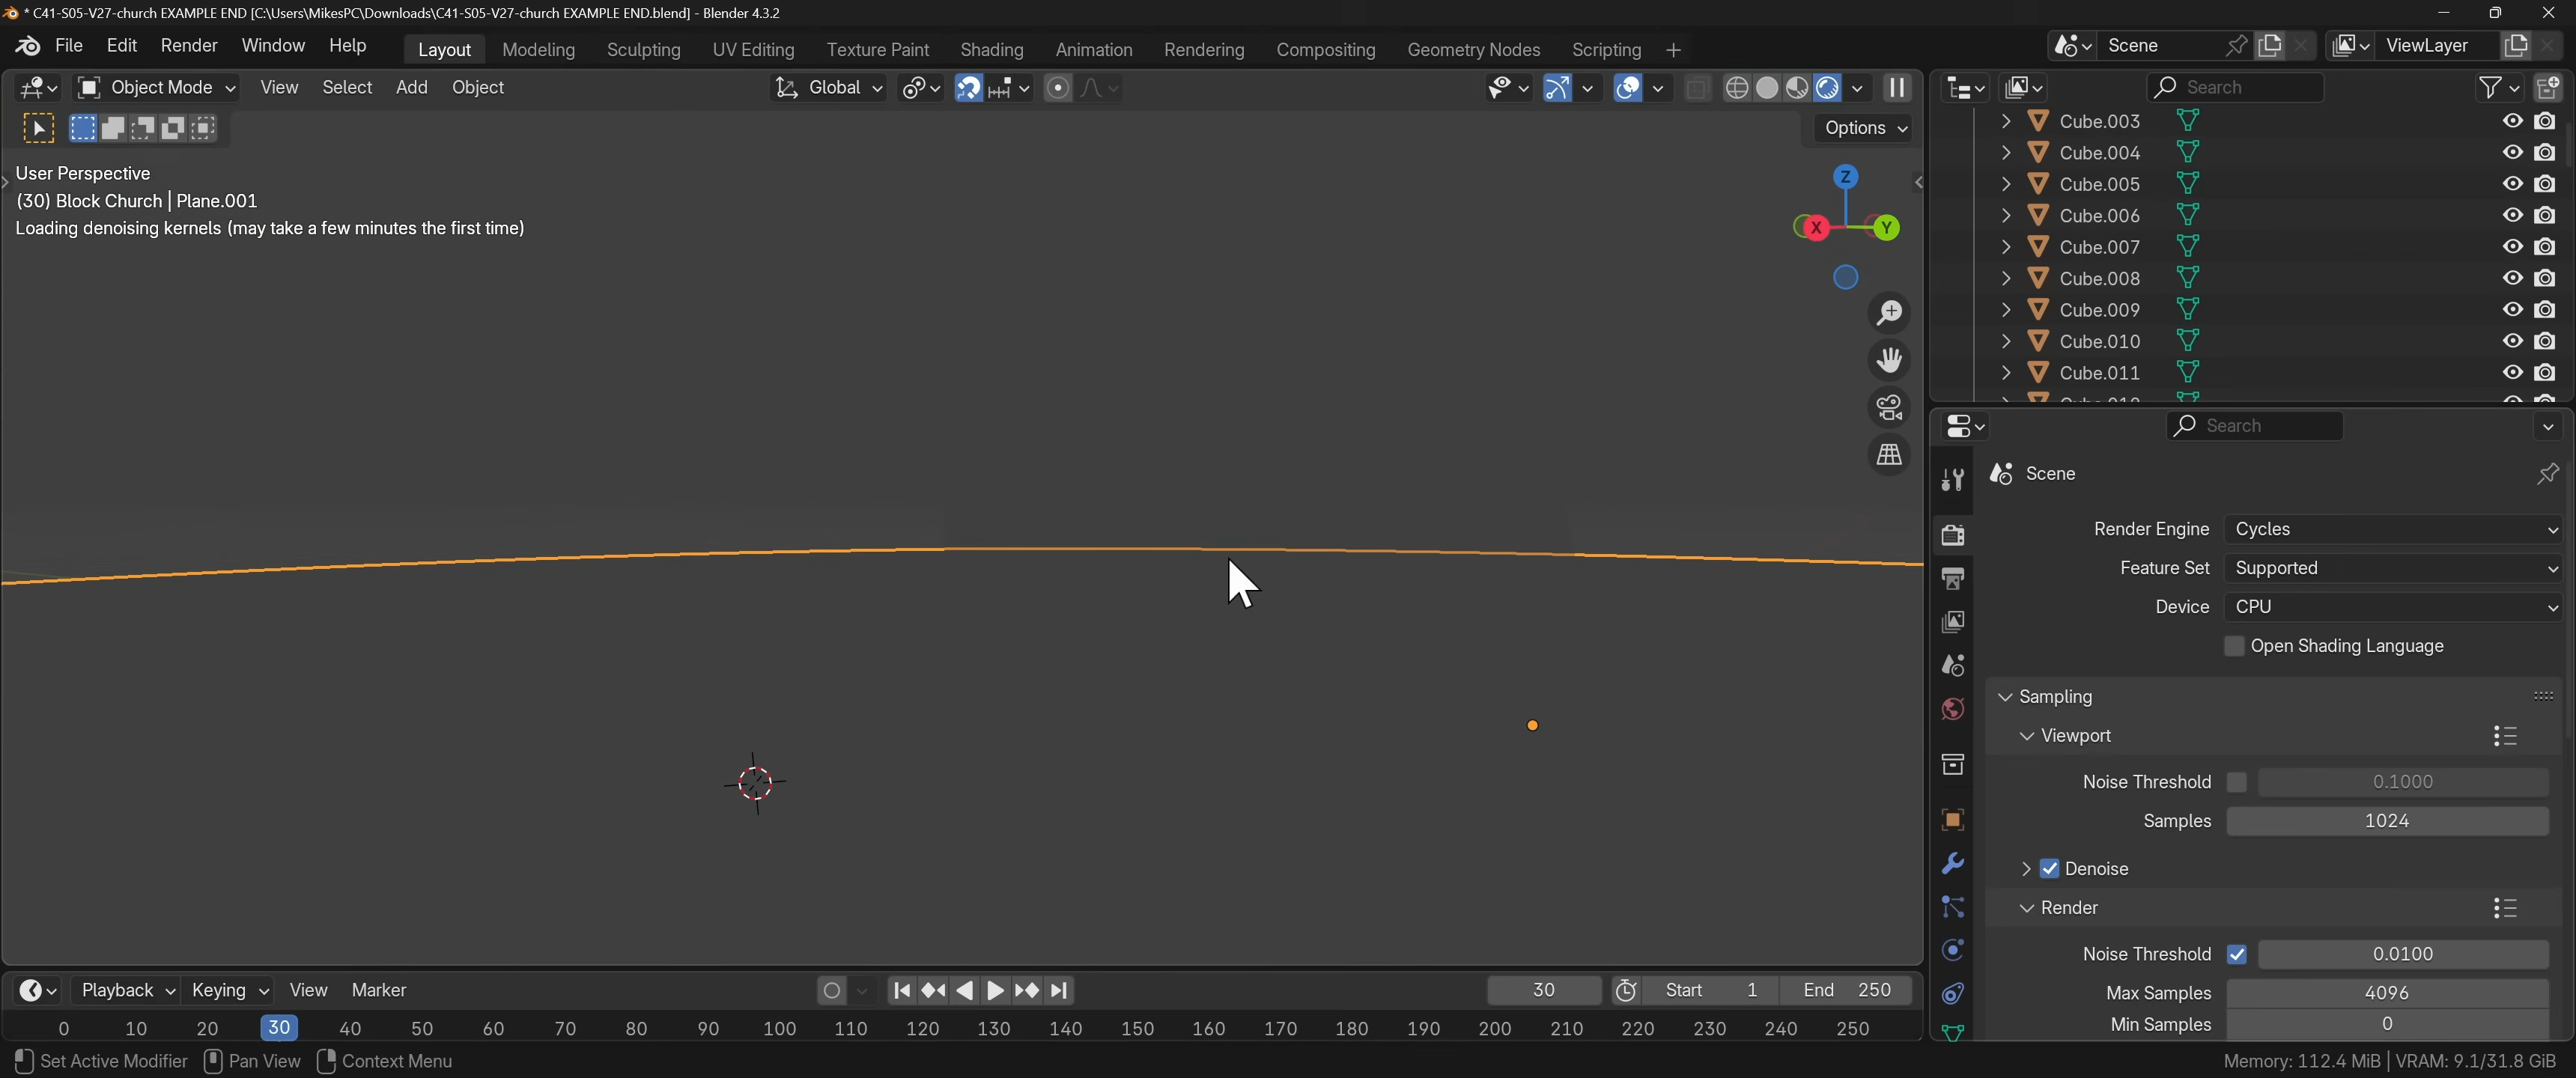 * C41-S05-V27-church EXAMPLE END [C:\Users\MikesPC\Downloads\C41-S05-V27-church EXAMPLE END.blend] - Blender 4.3.2
File Edit Render Window Help Layout Modeling Sculpting UV Editing Texture Paint Shading Animation Rendering Compositing Geometry Nodes Scripting + Scene ViewLayer
Object Mode View Select Add Object Global Search
Options
User Perspective
(30) Block Church | Plane.001
Loading denoising kernels (may take a few minutes the first time)
Z
X Y
Cube.003
Cube.004
Cube.005
Cube.006
Cube.007
Cube.008
Cube.009
Cube.010
Cube.011
Search
Scene
Render Engine Cycles
Feature Set Supported
Device CPU
Open Shading Language
Sampling
Viewport
Noise Threshold 0.1000
Samples 1024
Denoise
Render
Noise Threshold 0.0100
Max Samples 4096
Min Samples 0
Playback Keying View Marker 30 Start 1 End 250
0 10 20 30 40 50 60 70 80 90 100 110 120 130 140 150 160 170 180 190 200 210 220 230 240 250
Set Active Modifier Pan View Context Menu Memory: 112.4 MiB | VRAM: 9.1/31.8 GiB